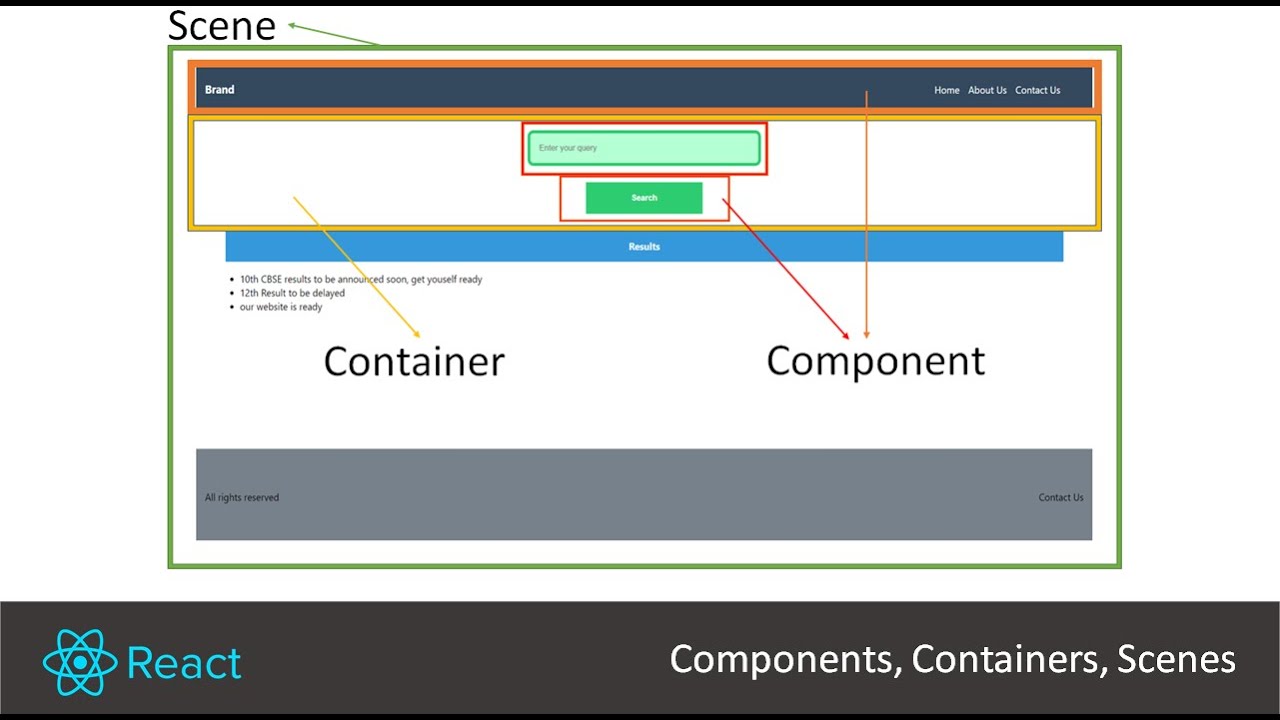 Scene
Brand
Home About Us Contact Us
Enter your query
Search
Results
10th CBSE results to be announced soon, get youself ready
12th Result to be delayed
our website is ready
Container
Component
All rights reserved
Contact Us
React
Components, Containers, Scenes